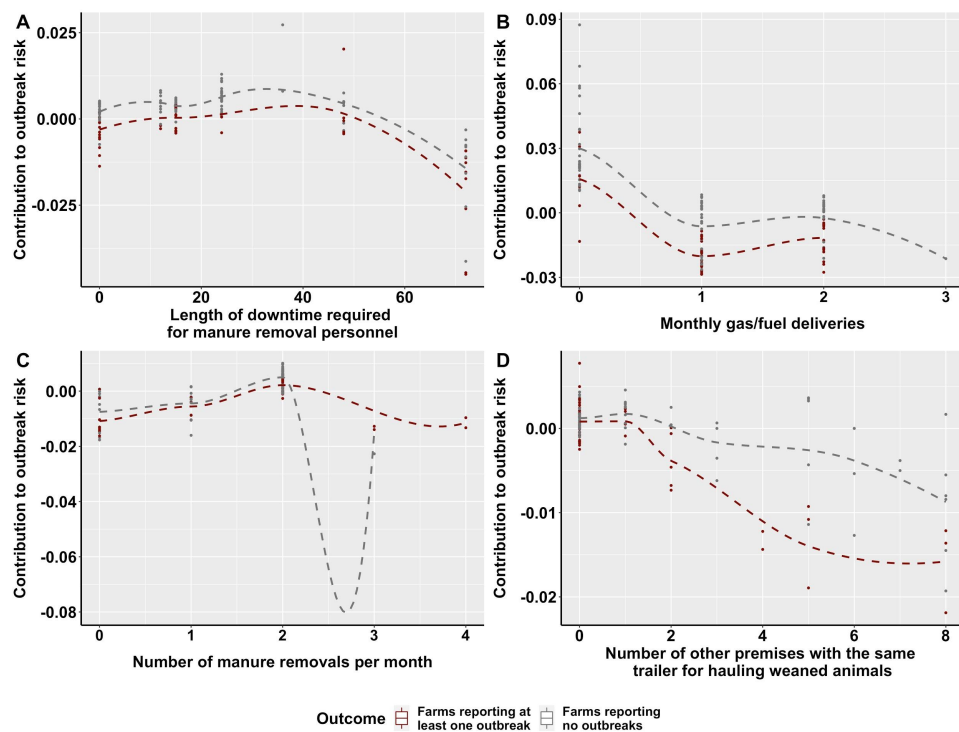 A
Contribution to outbreak risk
0.025
0.000
-0.025
0
20
40
60
Length of downtime required
for manure removal personnel
B
Contribution to outbreak risk
0.09
0.06
0.03
0.00
-0.03
0
1
2
3
Monthly gas/fuel deliveries
C
Contribution to outbreak risk
0.00
-0.02
-0.04
-0.06
-0.08
0
1
2
3
4
Number of manure removals per month
D
Contribution to outbreak risk
0.00
-0.01
-0.02
0
2
4
6
8
Number of other premises with the same
trailer for hauling weaned animals
Outcome
Farms reporting at
least one outbreak
Farms reporting
no outbreaks